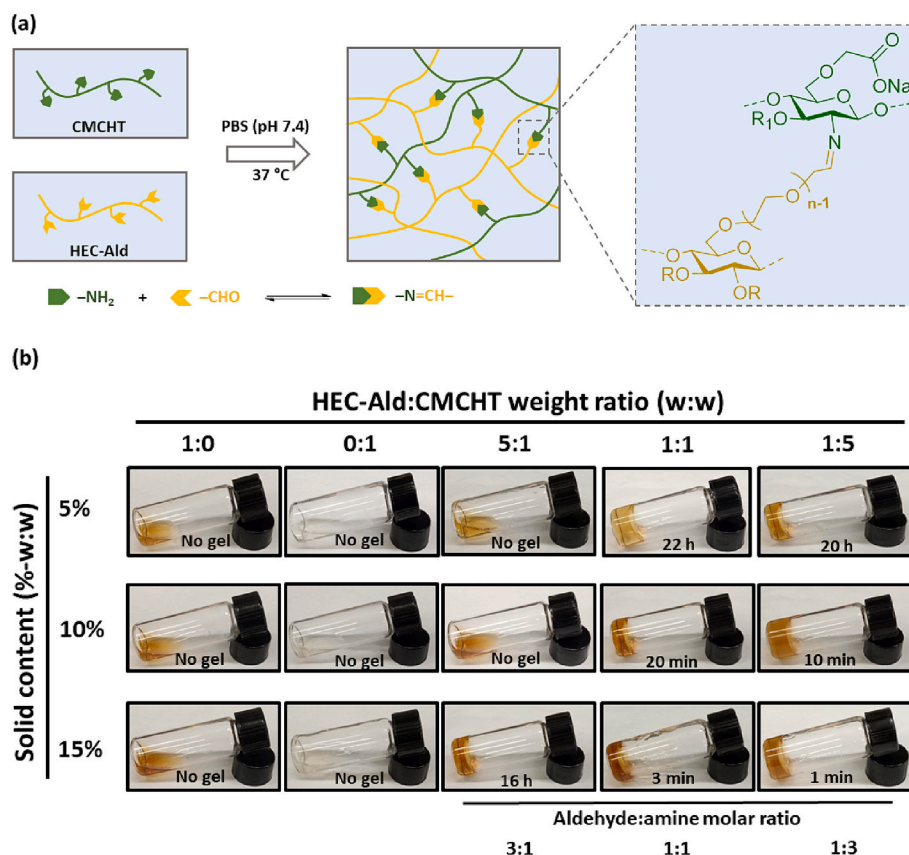 (a)
CMCHT
HEC-Ald
PBS (pH 7.4)
37 °C
–NH₂ + –CHO –N=CH–
O
ONa
O
O
O
O
R₁O
N
O
n-1
O
O
O
RO
OR
(b)
HEC-Ald:CMCHT weight ratio (w:w)
1:0 0:1 5:1 1:1 1:5
Solid content (%-w:w)
5%
No gel No gel No gel 22 h 20 h
10%
No gel No gel No gel 20 min 10 min
15%
No gel No gel 16 h 3 min 1 min
Aldehyde:amine molar ratio
3:1 1:1 1:3